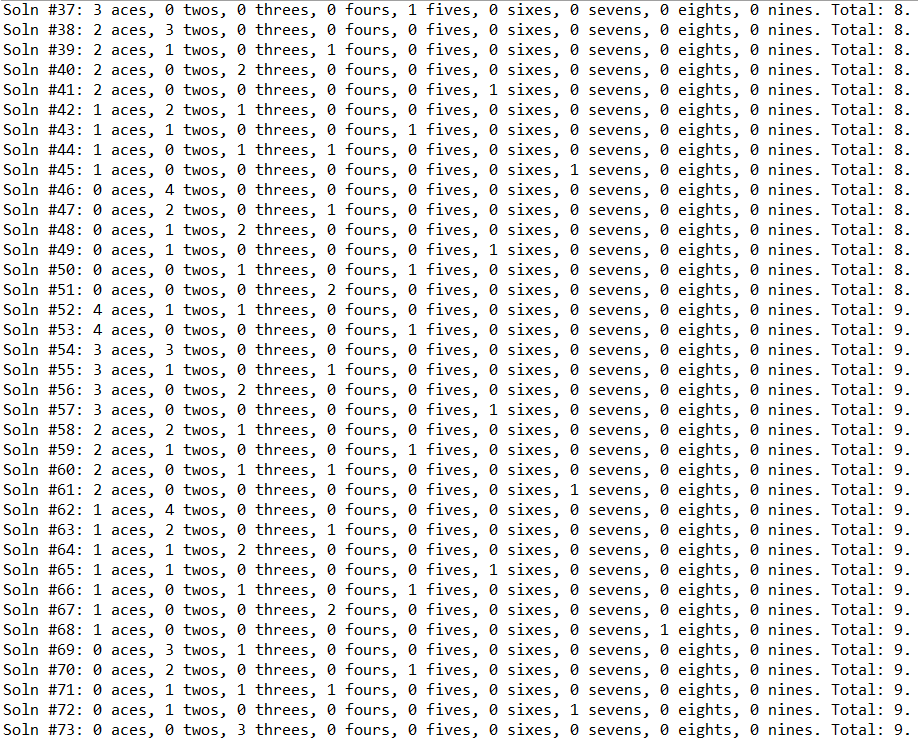 Soln #37: 3 aces, 0 twos, 0 threes, 0 fours, 1 fives, 0 sixes, 0 sevens, 0 eights, 0 nines. Total: 8.
Soln #38: 2 aces, 3 twos, 0 threes, 0 fours, 0 fives, 0 sixes, 0 sevens, 0 eights, 0 nines. Total: 8.
Soln #39: 2 aces, 1 twos, 0 threes, 1 fours, 0 fives, 0 sixes, 0 sevens, 0 eights, 0 nines. Total: 8.
Soln #40: 2 aces, 0 twos, 2 threes, 0 fours, 0 fives, 0 sixes, 0 sevens, 0 eights, 0 nines. Total: 8.
Soln #41: 2 aces, 0 twos, 0 threes, 0 fours, 0 fives, 1 sixes, 0 sevens, 0 eights, 0 nines. Total: 8.
Soln #42: 1 aces, 2 twos, 1 threes, 0 fours, 0 fives, 0 sixes, 0 sevens, 0 eights, 0 nines. Total: 8.
Soln #43: 1 aces, 1 twos, 0 threes, 0 fours, 1 fives, 0 sixes, 0 sevens, 0 eights, 0 nines. Total: 8.
Soln #44: 1 aces, 0 twos, 1 threes, 1 fours, 0 fives, 0 sixes, 0 sevens, 0 eights, 0 nines. Total: 8.
Soln #45: 1 aces, 0 twos, 0 threes, 0 fours, 0 fives, 0 sixes, 1 sevens, 0 eights, 0 nines. Total: 8.
Soln #46: 0 aces, 4 twos, 0 threes, 0 fours, 0 fives, 0 sixes, 0 sevens, 0 eights, 0 nines. Total: 8.
Soln #47: 0 aces, 2 twos, 0 threes, 1 fours, 0 fives, 0 sixes, 0 sevens, 0 eights, 0 nines. Total: 8.
Soln #48: 0 aces, 1 twos, 2 threes, 0 fours, 0 fives, 0 sixes, 0 sevens, 0 eights, 0 nines. Total: 8.
Soln #49: 0 aces, 1 twos, 0 threes, 0 fours, 0 fives, 1 sixes, 0 sevens, 0 eights, 0 nines. Total: 8.
Soln #50: 0 aces, 0 twos, 1 threes, 0 fours, 1 fives, 0 sixes, 0 sevens, 0 eights, 0 nines. Total: 8.
Soln #51: 0 aces, 0 twos, 0 threes, 2 fours, 0 fives, 0 sixes, 0 sevens, 0 eights, 0 nines. Total: 8.
Soln #52: 4 aces, 1 twos, 1 threes, 0 fours, 0 fives, 0 sixes, 0 sevens, 0 eights, 0 nines. Total: 9.
Soln #53: 4 aces, 0 twos, 0 threes, 0 fours, 1 fives, 0 sixes, 0 sevens, 0 eights, 0 nines. Total: 9.
Soln #54: 3 aces, 3 twos, 0 threes, 0 fours, 0 fives, 0 sixes, 0 sevens, 0 eights, 0 nines. Total: 9.
Soln #55: 3 aces, 1 twos, 0 threes, 1 fours, 0 fives, 0 sixes, 0 sevens, 0 eights, 0 nines. Total: 9.
Soln #56: 3 aces, 0 twos, 2 threes, 0 fours, 0 fives, 0 sixes, 0 sevens, 0 eights, 0 nines. Total: 9.
Soln #57: 3 aces, 0 twos, 0 threes, 0 fours, 0 fives, 1 sixes, 0 sevens, 0 eights, 0 nines. Total: 9.
Soln #58: 2 aces, 2 twos, 1 threes, 0 fours, 0 fives, 0 sixes, 0 sevens, 0 eights, 0 nines. Total: 9.
Soln #59: 2 aces, 1 twos, 0 threes, 0 fours, 1 fives, 0 sixes, 0 sevens, 0 eights, 0 nines. Total: 9.
Soln #60: 2 aces, 0 twos, 1 threes, 1 fours, 0 fives, 0 sixes, 0 sevens, 0 eights, 0 nines. Total: 9.
Soln #61: 2 aces, 0 twos, 0 threes, 0 fours, 0 fives, 0 sixes, 1 sevens, 0 eights, 0 nines. Total: 9.
Soln #62: 1 aces, 4 twos, 0 threes, 0 fours, 0 fives, 0 sixes, 0 sevens, 0 eights, 0 nines. Total: 9.
Soln #63: 1 aces, 2 twos, 0 threes, 1 fours, 0 fives, 0 sixes, 0 sevens, 0 eights, 0 nines. Total: 9.
Soln #64: 1 aces, 1 twos, 2 threes, 0 fours, 0 fives, 0 sixes, 0 sevens, 0 eights, 0 nines. Total: 9.
Soln #65: 1 aces, 1 twos, 0 threes, 0 fours, 0 fives, 1 sixes, 0 sevens, 0 eights, 0 nines. Total: 9.
Soln #66: 1 aces, 0 twos, 1 threes, 0 fours, 1 fives, 0 sixes, 0 sevens, 0 eights, 0 nines. Total: 9.
Soln #67: 1 aces, 0 twos, 0 threes, 2 fours, 0 fives, 0 sixes, 0 sevens, 0 eights, 0 nines. Total: 9.
Soln #68: 1 aces, 0 twos, 0 threes, 0 fours, 0 fives, 0 sixes, 0 sevens, 1 eights, 0 nines. Total: 9.
Soln #69: 0 aces, 3 twos, 1 threes, 0 fours, 0 fives, 0 sixes, 0 sevens, 0 eights, 0 nines. Total: 9.
Soln #70: 0 aces, 2 twos, 0 threes, 0 fours, 1 fives, 0 sixes, 0 sevens, 0 eights, 0 nines. Total: 9.
Soln #71: 0 aces, 1 twos, 1 threes, 1 fours, 0 fives, 0 sixes, 0 sevens, 0 eights, 0 nines. Total: 9.
Soln #72: 0 aces, 1 twos, 0 threes, 0 fours, 0 fives, 0 sixes, 1 sevens, 0 eights, 0 nines. Total: 9.
Soln #73: 0 aces, 0 twos, 3 threes, 0 fours, 0 fives, 0 sixes, 0 sevens, 0 eights, 0 nines. Total: 9.